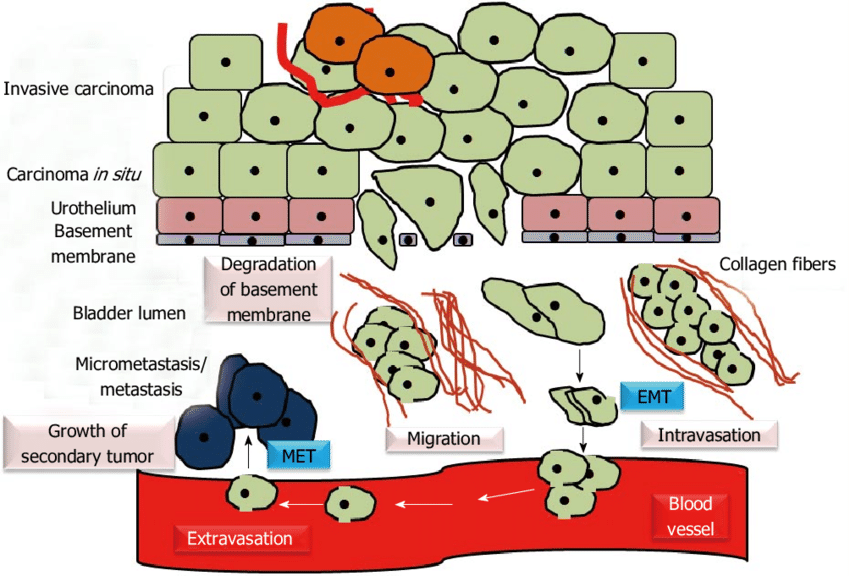 Invasive carcinoma
Carcinoma in situ
Urothelium
Basement
membrane
Degradation
of basement
membrane
Collagen fibers
Bladder lumen
Micrometastasis/
metastasis
EMT
Growth of
secondary tumor
MET
Migration
Intravasation
Blood
vessel
Extravasation